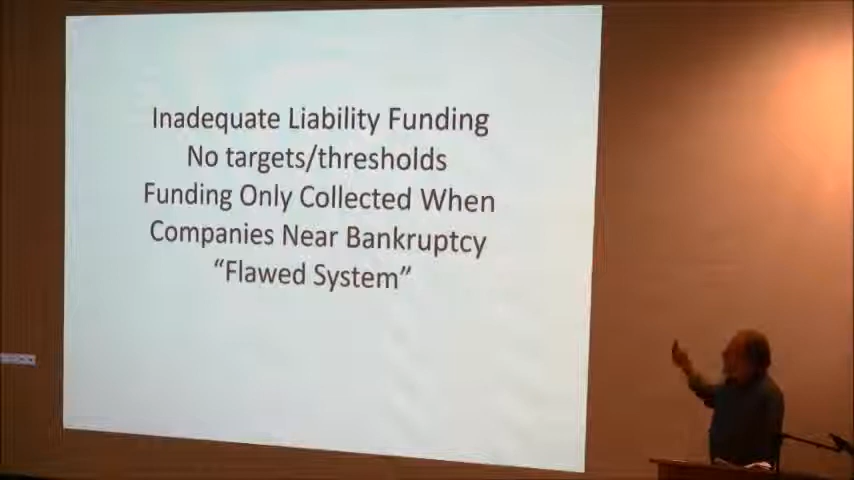 Inadequate Liability Funding
No targets/thresholds
Funding Only Collected When
Companies Near Bankruptcy
“Flawed System”